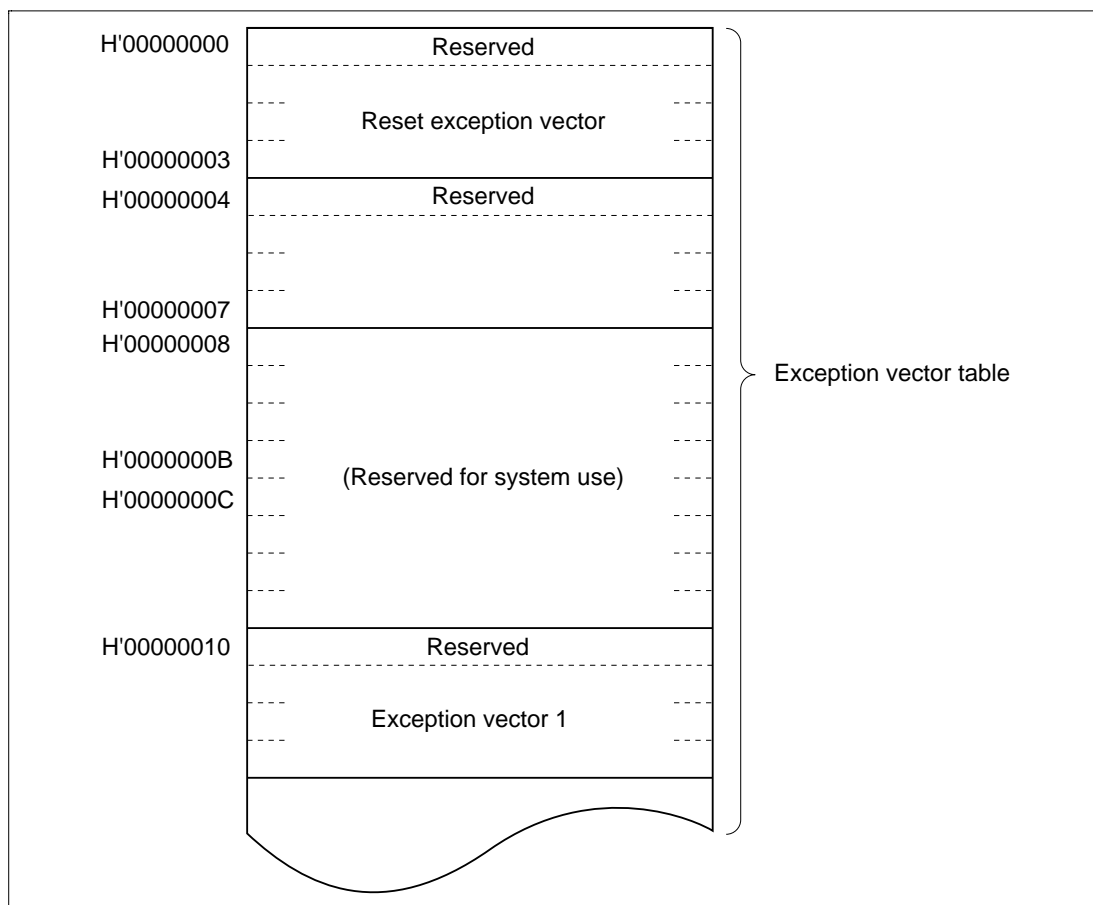 H'00000000
Reserved
Reset exception vector
H'00000003
H'00000004
Reserved
H'00000007
H'00000008
Exception vector table
H'0000000B
(Reserved for system use)
H'0000000C
H'00000010
Reserved
Exception vector 1